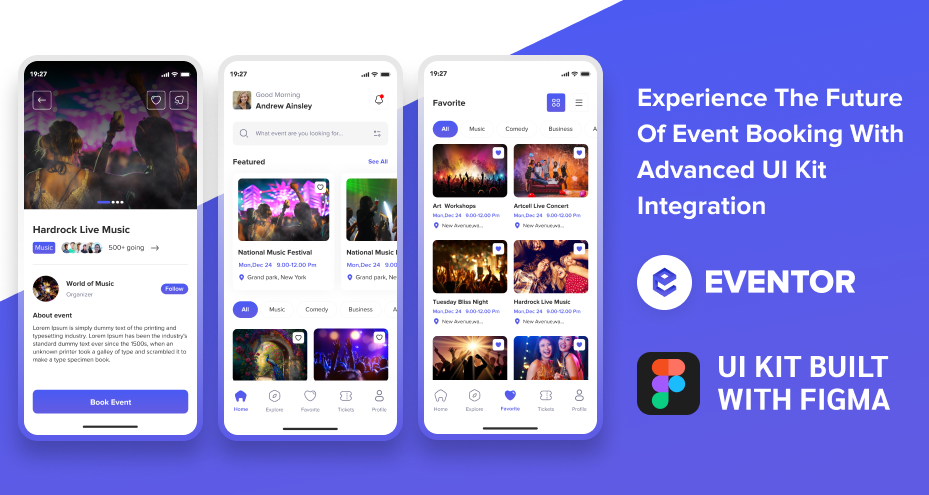 19:27
Hardrock Live Music
Music
500+ going
World of Music
Organizer
Follow
About event
Lorem Ipsum is simply dummy text of the printing and
typesetting industry. Lorem Ipsum has been the industry's
standard dummy text ever since the 1500s, when an
unknown printer took a galley of type and scrambled it to
make a type specimen book.
Book Event
19:27
Good Morning
Andrew Ainsley
What event are you looking for...
Featured
See All
National Music Festival
Mon,Dec 24 9.00-12.00 Pm
Grand park, New York
National Music
Mon,Dec 24
Grand park, Ne
All
Music
Comedy
Business
A
Home
Explore
Favorite
Tickets
Profile
19:27
Favorite
All
Music
Comedy
Business
A
Art Workshops
Mon,Dec 24 9.00-12.00 Pm
New Avenue,wa...
Artcell Live Concert
Mon,Dec 24 9.00-12.00 Pm
New Avenue,wa...
Tuesday Bliss Night
Mon,Dec 24 9.00-12.00 Pm
New Avenue,wa...
Hardrock Live Music
Mon,Dec 24 9.00-12.00 Pm
New Avenue,wa...
Home
Explore
Favorite
Tickets
Profile
Experience The Future
Of Event Booking With
Advanced UI Kit
Integration
EVENTOR
UI KIT BUILT
WITH FIGMA